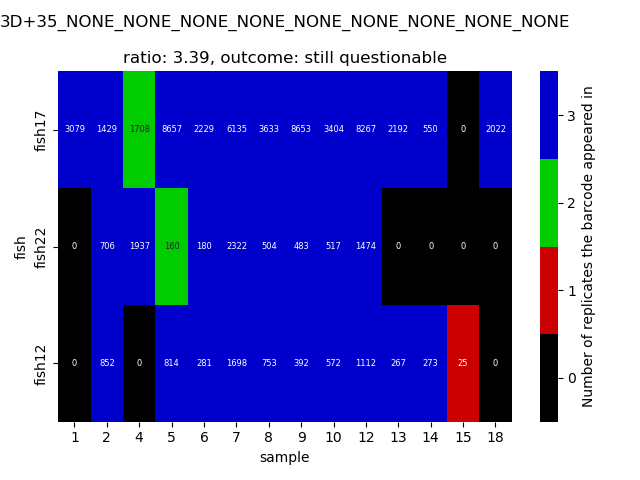 3D+35_NONE_NONE_NONE_NONE_NONE_NONE_NONE_NONE_NONE
ratio: 3.39, outcome: still questionable
fish17 3079 1429 1708 8657 2229 6135 3633 8653 3404 8267 2192 550 0 2022
fish22 0 706 1937 160 180 2322 504 483 517 1474 0 0 0 0
fish12 0 852 0 814 281 1698 753 392 572 1112 267 273 25 0
fish
1 2 4 5 6 7 8 9 10 12 13 14 15 18
sample
3
2
1
0
Number of replicates the barcode appeared in